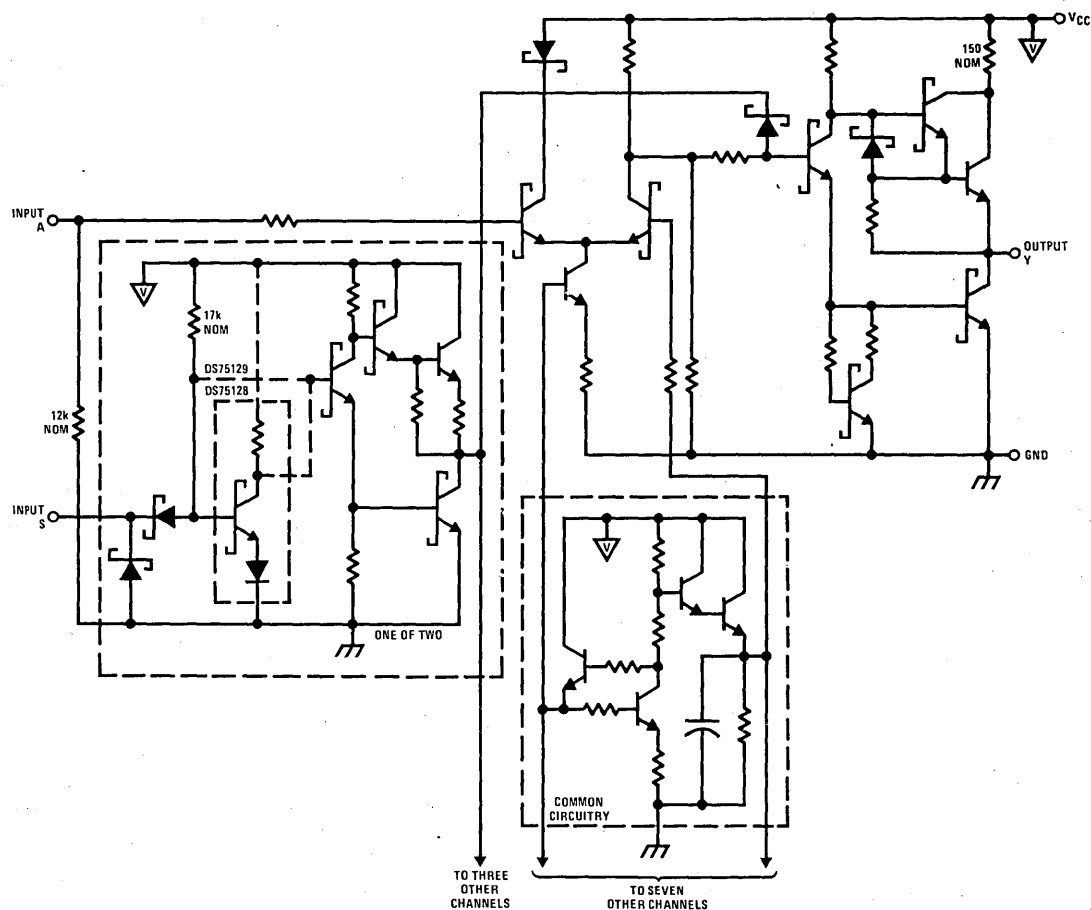 VCC
V
150
NOM
INPUT
A
V
17k
NOM
DS75129
DS75128
12k
NOM
OUTPUT
Y
GND
INPUT
S
V
ONE OF TWO
COMMON
CIRCUITRY
TO THREE
OTHER
CHANNELS
TO SEVEN
OTHER CHANNELS